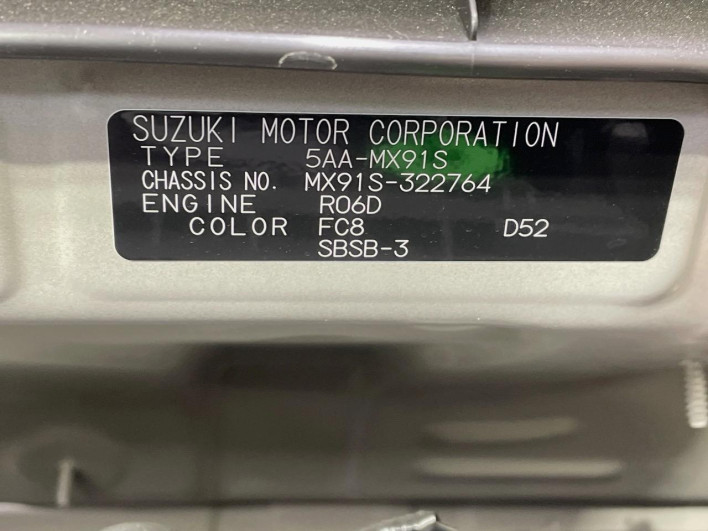 SUZUKI MOTOR CORPORATION
TYPE 5AA-MX91S
CHASSIS NO. MX91S-322764
ENGINE R06D
COLOR FC8 D52
SBSB-3